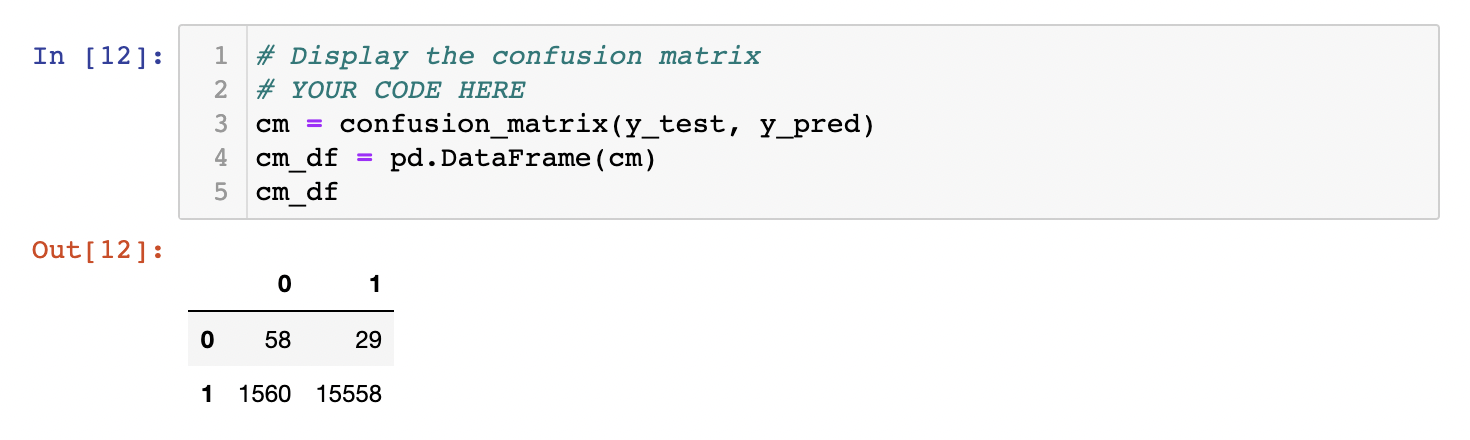 In [12]:
1 # Display the confusion matrix
2 # YOUR CODE HERE
3 cm = confusion_matrix(y_test, y_pred)
4 cm_df = pd.DataFrame(cm)
5 cm_df
Out[12]:
0 1
0 58 29
1 1560 15558